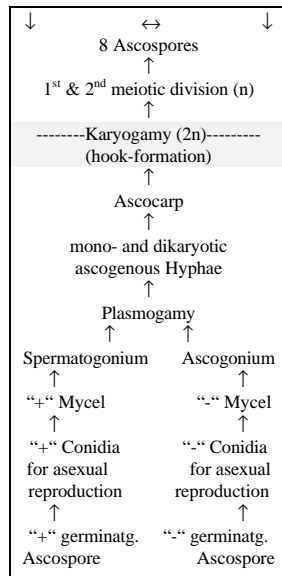 ↓ ↔ ↓
8 Ascospores
↑
1st & 2nd meiotic division (n)
↑
--------Karyogamy (2n)---------
(hook-formation)
↑
Ascocarp
↑
mono- and dikaryotic
ascogenous Hyphae
↑
Plasmogamy
↑ ↑
Spermatogonium Ascogonium
↑ ↑
“+“ Mycel “-“ Mycel
↑ ↑
“+“ Conidia “-“ Conidia
for asexual for asexual
reproduction reproduction
↑ ↑
“+“ germinatg. “-“ germinatg.
Ascospore Ascospore